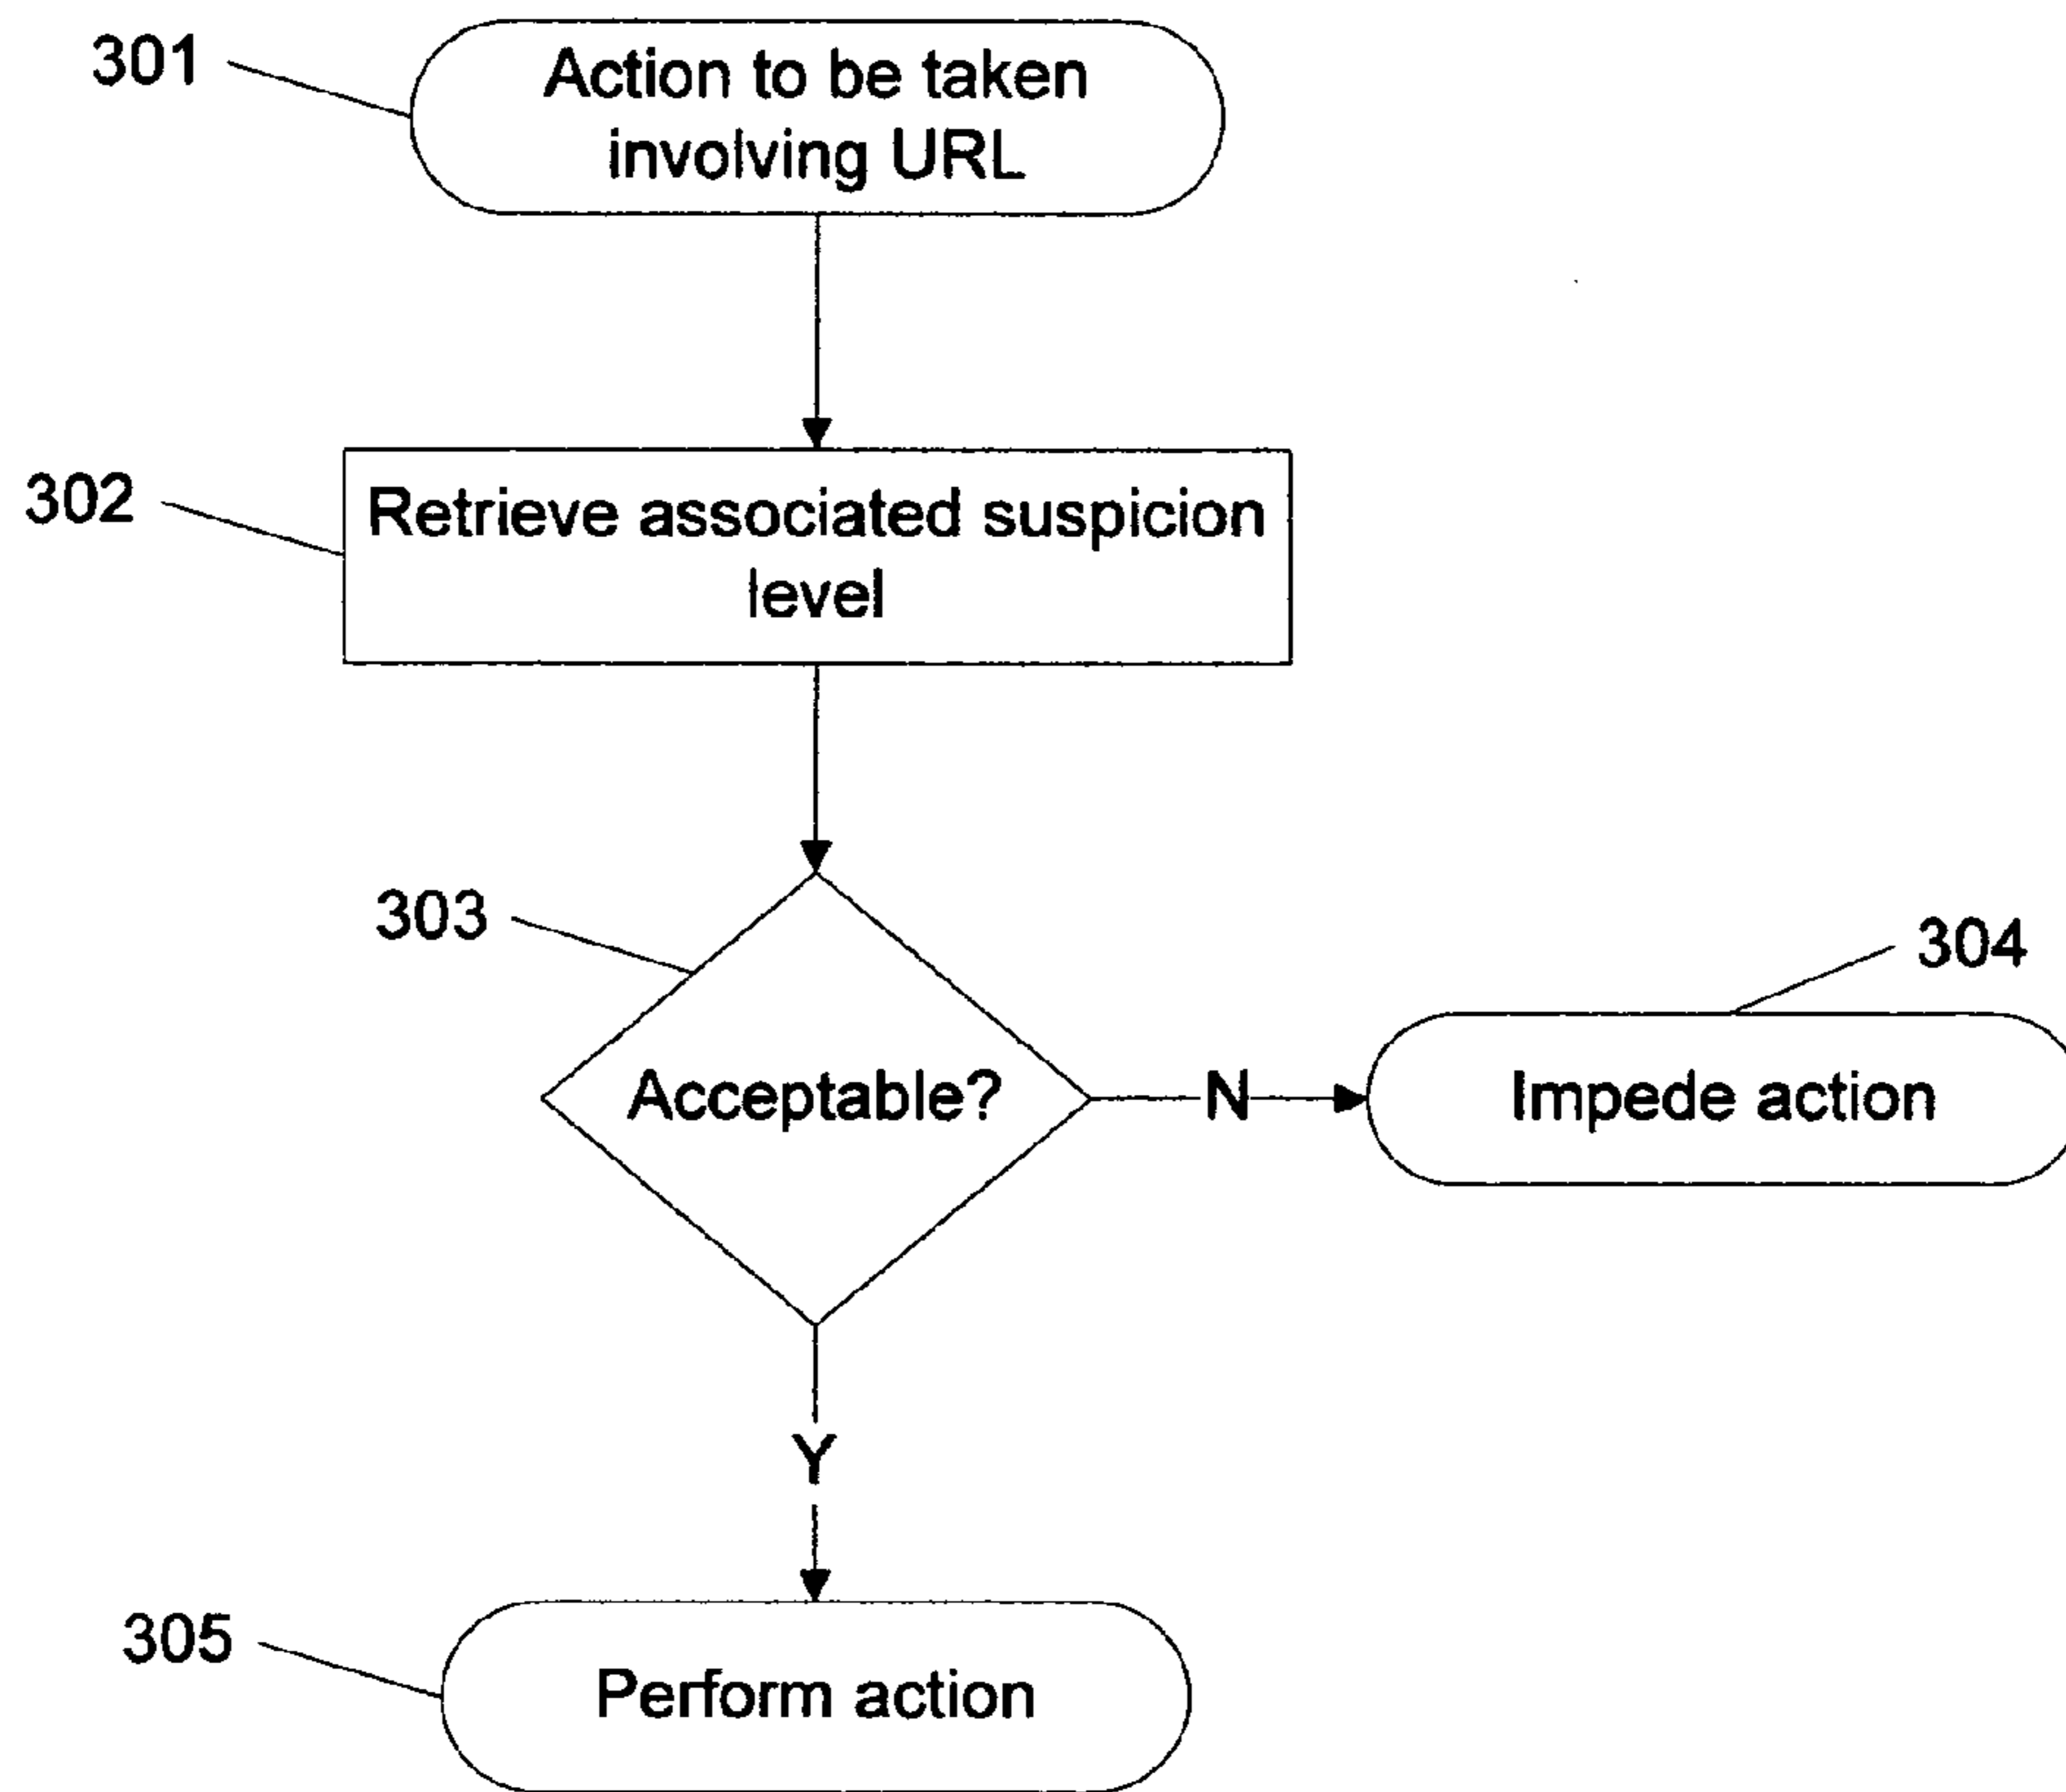 301
Action to be taken
involving URL
302
Retrieve associated suspicion
level
303
304
Acceptable?
N
Impede action
Y
305
Perform action